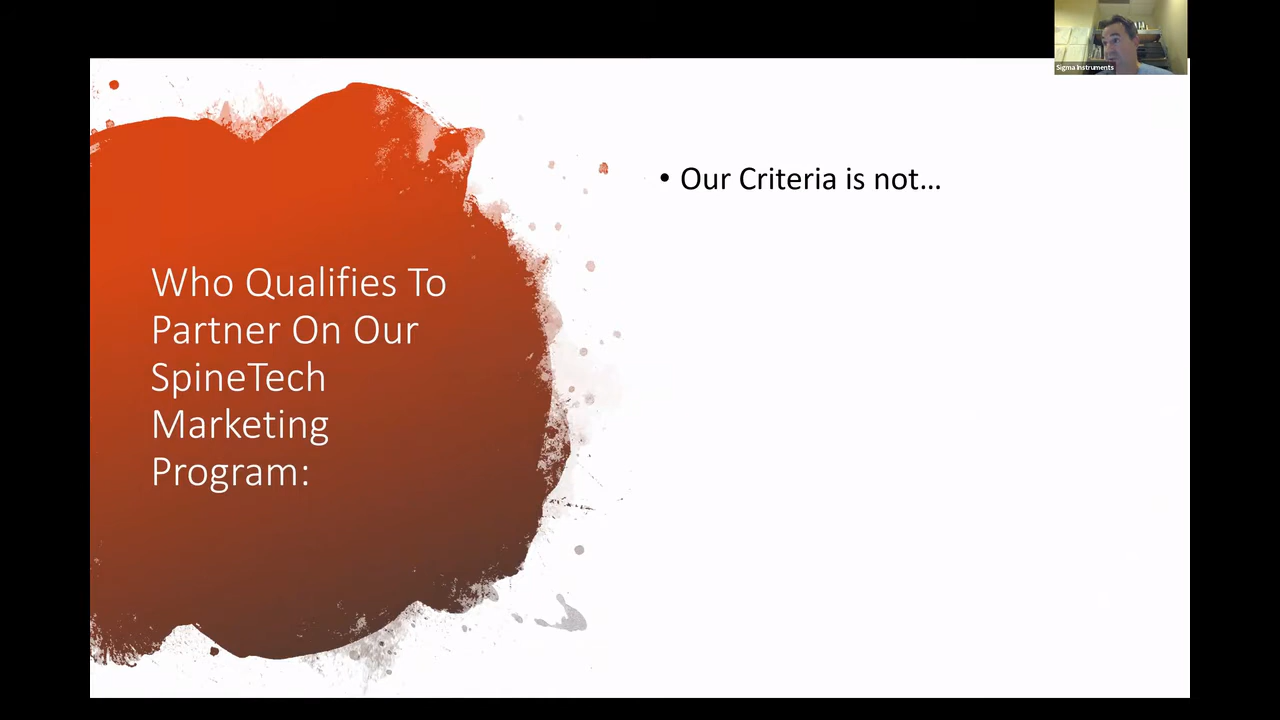 Sigma Instruments
• Our Criteria is not...
Who Qualifies To
Partner On Our
SpineTech
Marketing
Program: